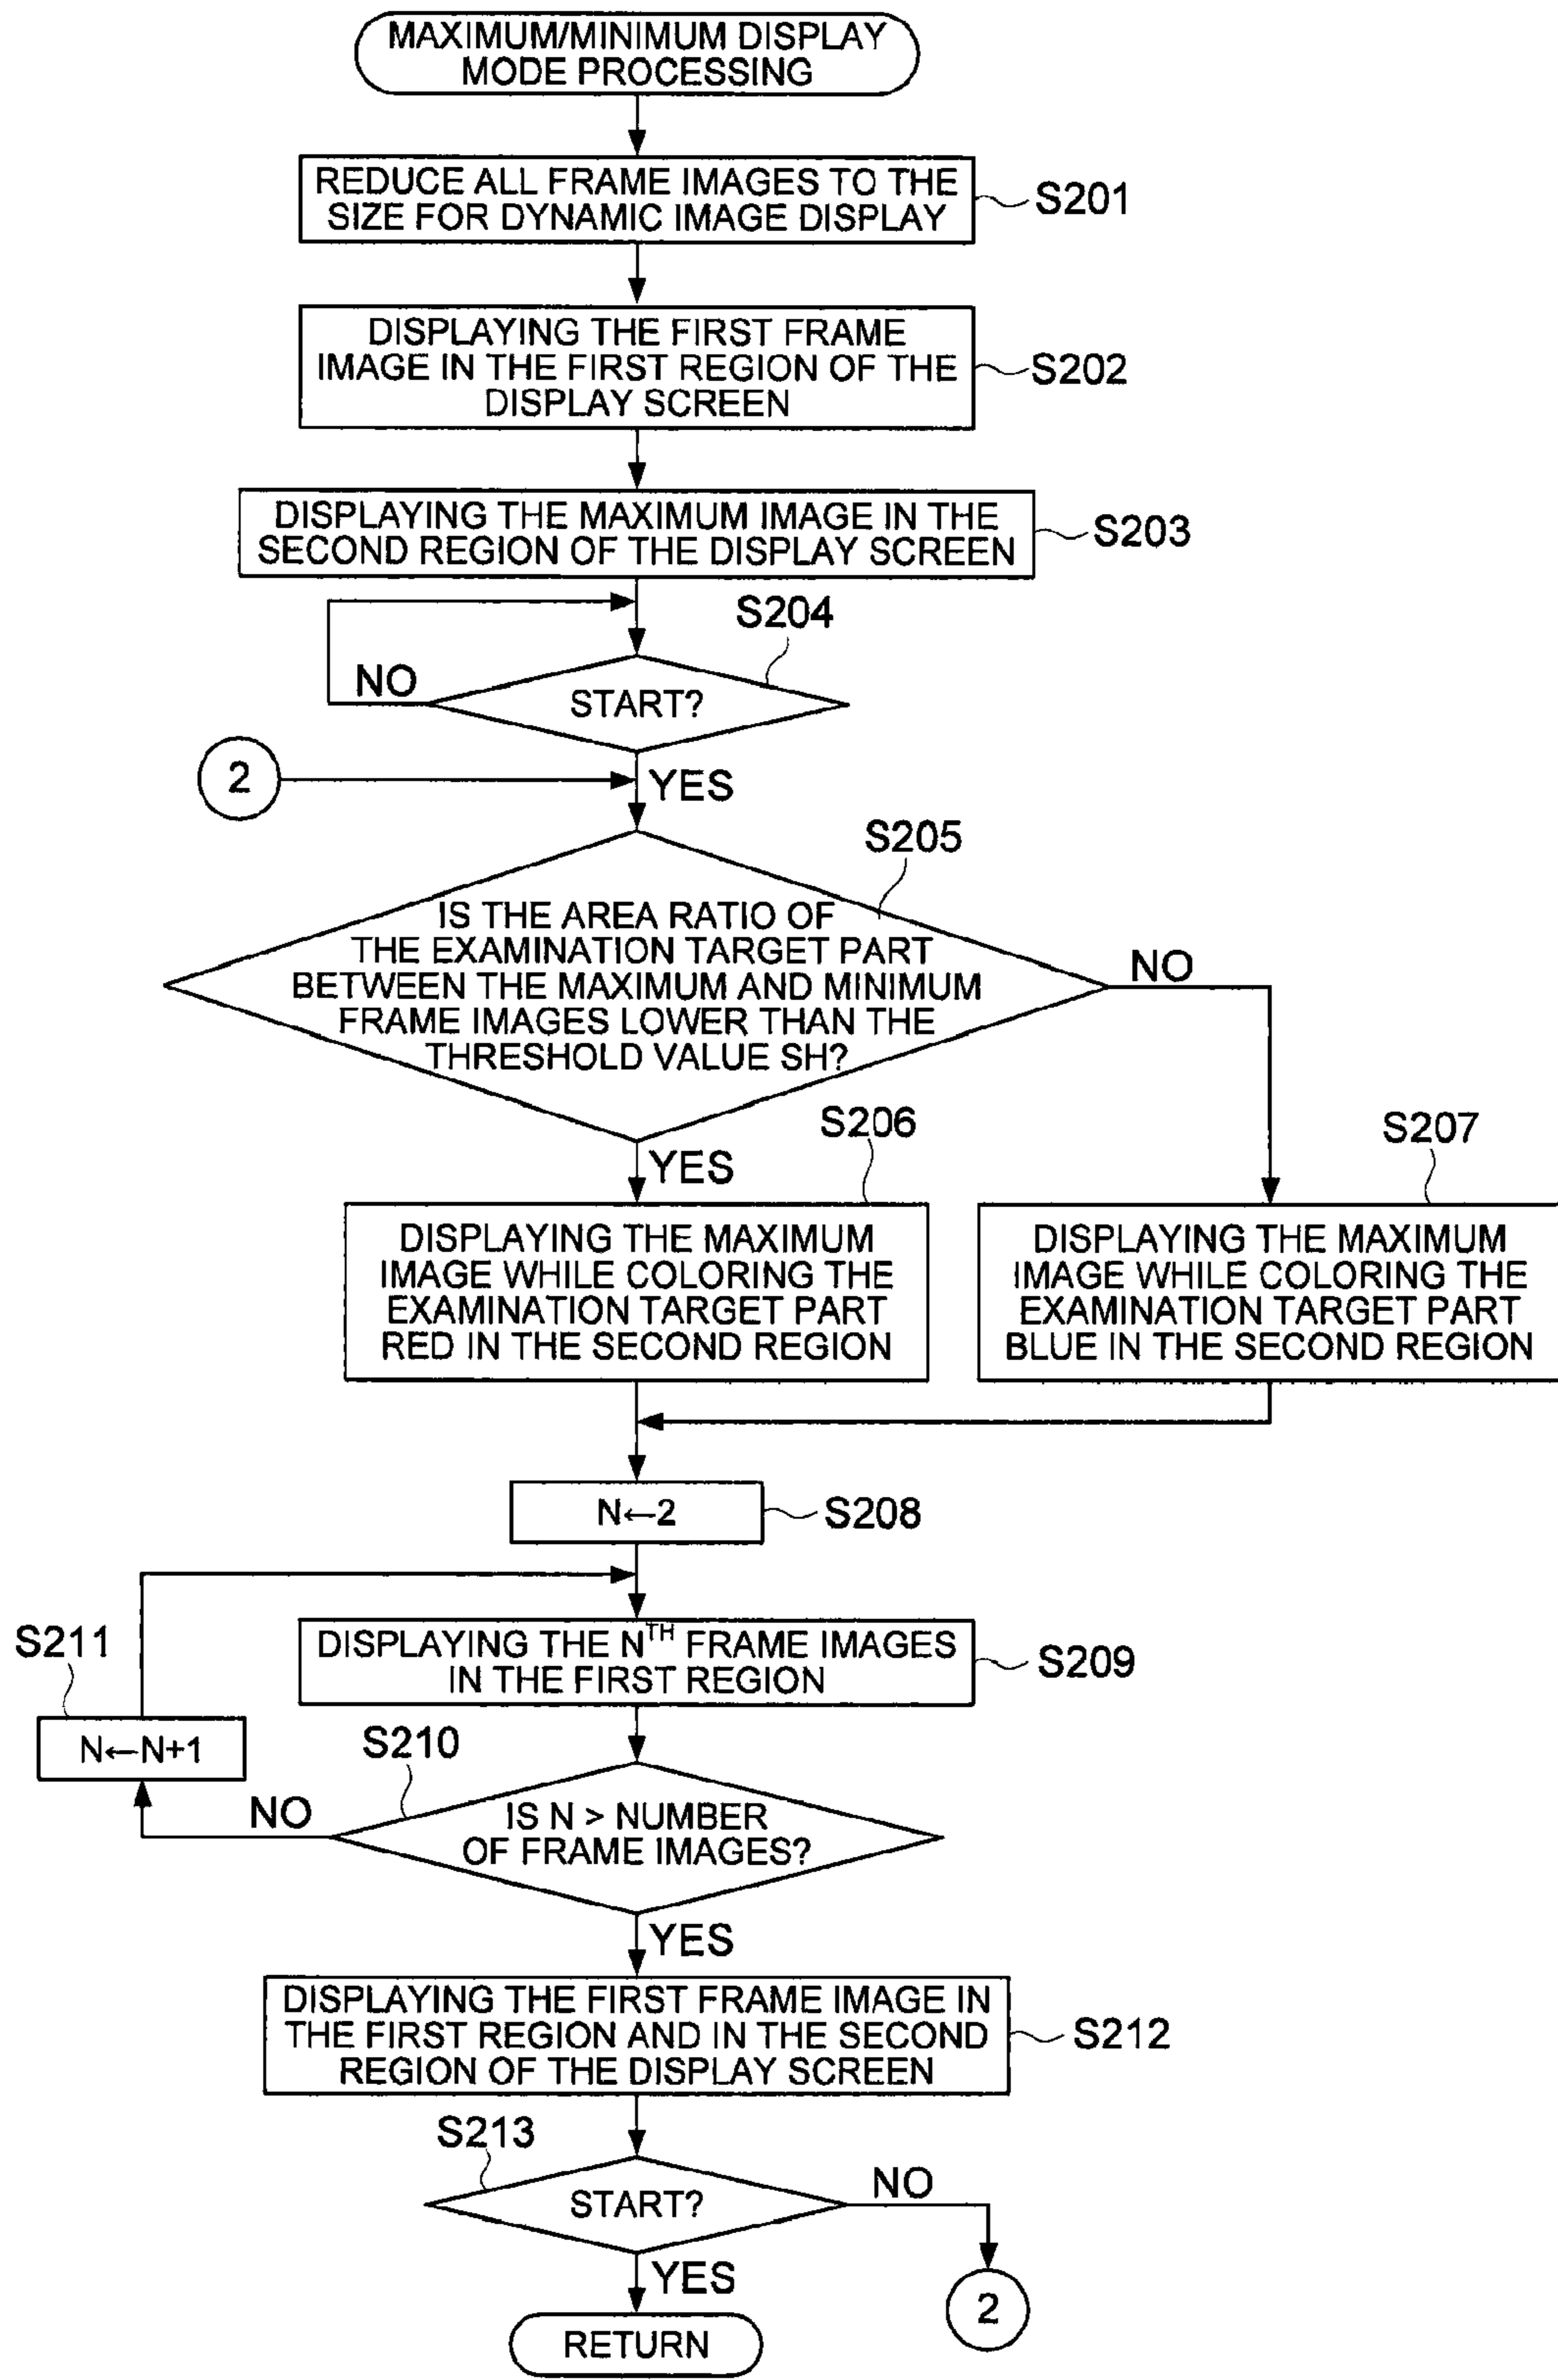 MAXIMUM/MINIMUM DISPLAY
MODE PROCESSING
REDUCE ALL FRAME IMAGES TO THE
SIZE FOR DYNAMIC IMAGE DISPLAY
S201
DISPLAYING THE FIRST FRAME
IMAGE IN THE FIRST REGION OF THE
DISPLAY SCREEN
S202
DISPLAYING THE MAXIMUM IMAGE IN THE
SECOND REGION OF THE DISPLAY SCREEN
S203
S204
NO
START?
2
YES
S205
IS THE AREA RATIO OF
THE EXAMINATION TARGET PART
BETWEEN THE MAXIMUM AND MINIMUM
FRAME IMAGES LOWER THAN THE
THRESHOLD VALUE SH?
NO
YES
S206
DISPLAYING THE MAXIMUM
IMAGE WHILE COLORING THE
EXAMINATION TARGET PART
RED IN THE SECOND REGION
S207
DISPLAYING THE MAXIMUM
IMAGE WHILE COLORING THE
EXAMINATION TARGET PART
BLUE IN THE SECOND REGION
N←2
S208
DISPLAYING THE N^TH FRAME IMAGES
IN THE FIRST REGION
S209
S211
N←N+1
S210
NO
IS N > NUMBER
OF FRAME IMAGES?
YES
DISPLAYING THE FIRST FRAME IMAGE IN
THE FIRST REGION AND IN THE SECOND
REGION OF THE DISPLAY SCREEN
S212
S213
START?
NO
YES
2
RETURN